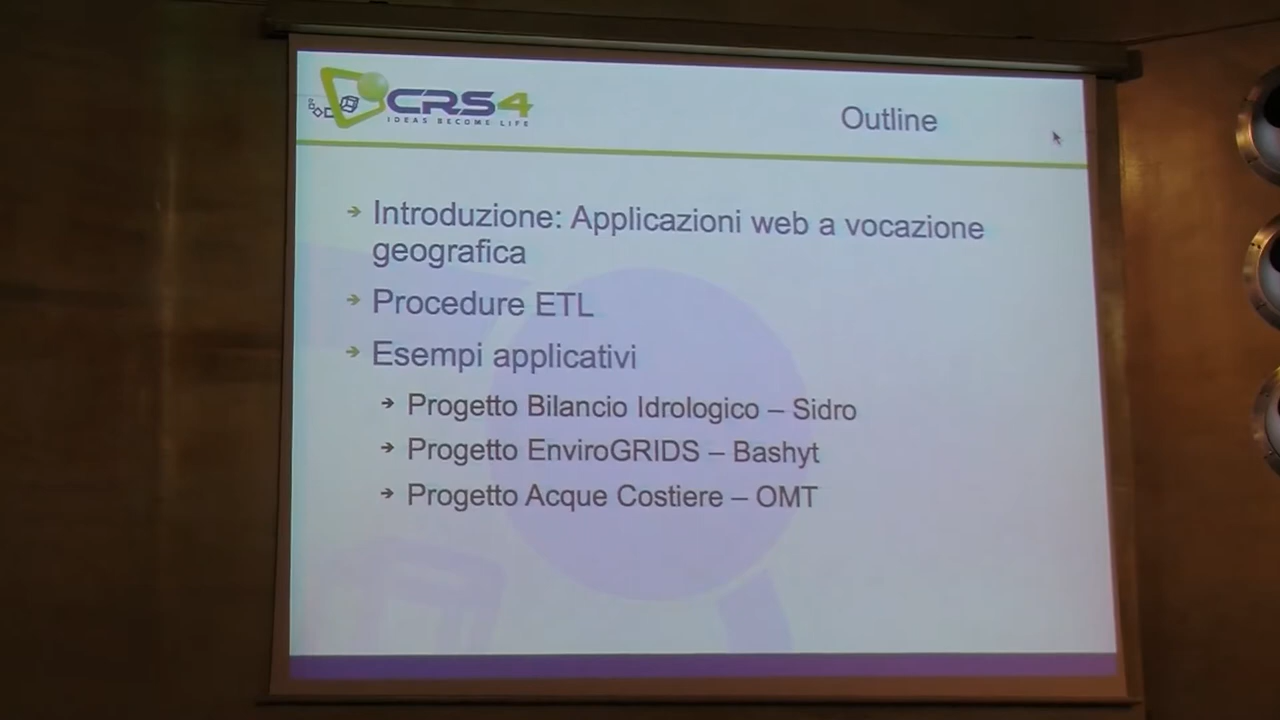 CRS4
IDEAS BECOME LIFE
Outline
Introduzione: Applicazioni web a vocazione
geografica
Procedure ETL
Esempi applicativi
Progetto Bilancio Idrologico – Sidro
Progetto EnviroGRIDS – Bashyt
Progetto Acque Costiere – OMT